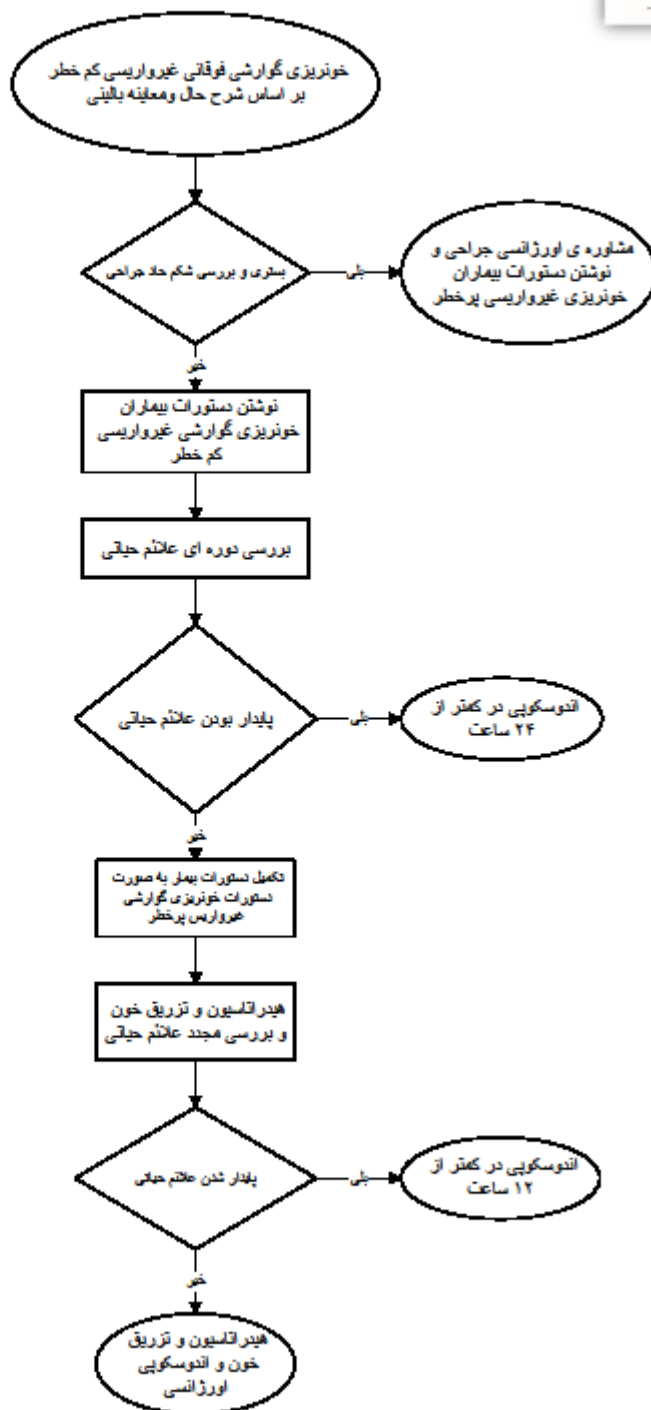 خونریزی گوارشی فوقانی غیرواریسی کم خطر
بر اساس شرح حال ومعاینه بالینی
بستری و بررسی شکم حاد جراحی
بلی
مشاوره ی اورژانسی جراحی و
نوشتن دستورات بیماران
خونریزی غیرواریسی پرخطر
خیر
نوشتن دستورات بیماران
خونریزی گوارشی غیرواریسی
کم خطر
بررسی دوره ای علائم حیاتی
پایدار بودن علائم حیاتی
بلی
اندوسکوپی در کمتر از
۲۴ ساعت
خیر
تکمیل دستورات بیمار به صورت
دستورات خونریزی گوارشی
غیرواریس پرخطر
هیدراتاسیون و تزریق خون
و بررسی مجدد علائم حیاتی
پایدار شدن علائم حیاتی
بلی
اندوسکوپی در کمتر از
۱۲ ساعت
خیر
هیدراتاسیون و تزریق
خون و اندوسکوپی
اورژانسی